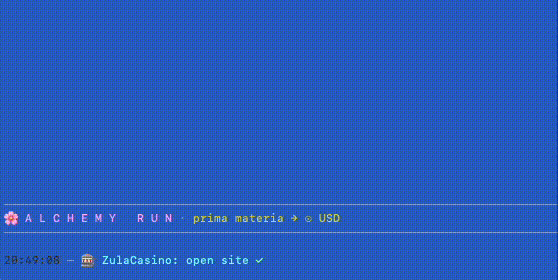 🌸 A L C H E M Y   R U N · prima materia → ☉ USD
20:49:08 — 🎰 ZulaCasino: open site ✓